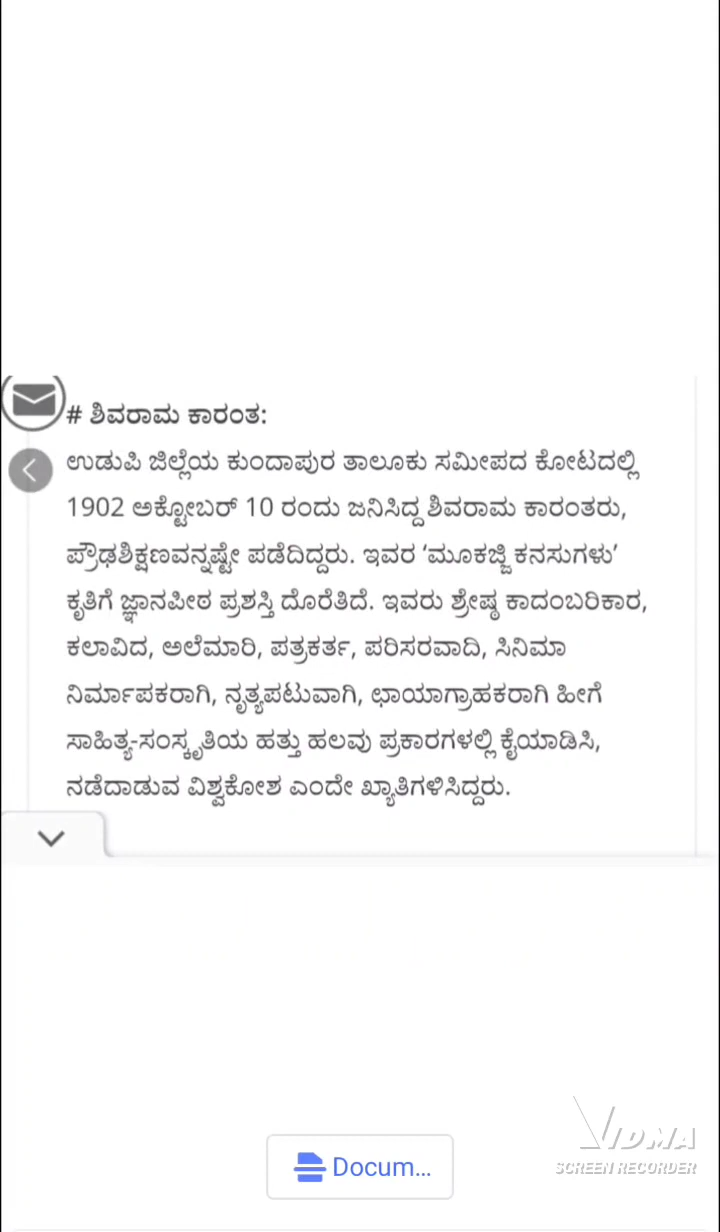 # ಶಿವರಾಮ ಕಾರಂತ:
ಉಡುಪಿ ಜಿಲ್ಲೆಯ ಕುಂದಾಪುರ ತಾಲೂಕು ಸಮೀಪದ ಕೋಟದಲ್ಲಿ
1902 ಅಕ್ಟೋಬರ್ 10 ರಂದು ಜನಿಸಿದ್ದ ಶಿವರಾಮ ಕಾರಂತರು,
ಪ್ರೌಢಶಿಕ್ಷಣವನ್ನಷ್ಟೇ ಪಡೆದಿದ್ದರು. ಇವರ ‘ಮೂಕಜ್ಜಿ ಕನಸುಗಳು’
ಕೃತಿಗೆ ಜ್ಞಾನಪೀಠ ಪ್ರಶಸ್ತಿ ದೊರೆತಿದೆ. ಇವರು ಶ್ರೇಷ್ಠ ಕಾದಂಬರಿಕಾರ,
ಕಲಾವಿದ, ಅಲೆಮಾರಿ, ಪತ್ರಕರ್ತ, ಪರಿಸರವಾದಿ, ಸಿನಿಮಾ
ನಿರ್ಮಾಪಕರಾಗಿ, ನೃತ್ಯಪಟುವಾಗಿ, ಛಾಯಾಗ್ರಾಹಕರಾಗಿ ಹೀಗೆ
ಸಾಹಿತ್ಯ-ಸಂಸ್ಕೃತಿಯ ಹತ್ತು ಹಲವು ಪ್ರಕಾರಗಳಲ್ಲಿ ಕೈಯಾಡಿಸಿ,
ನಡೆದಾಡುವ ವಿಶ್ವಕೋಶ ಎಂದೇ ಖ್ಯಾತಿಗಳಿಸಿದ್ದರು.
VIDMA
SCREEN RECORDER
Docum...